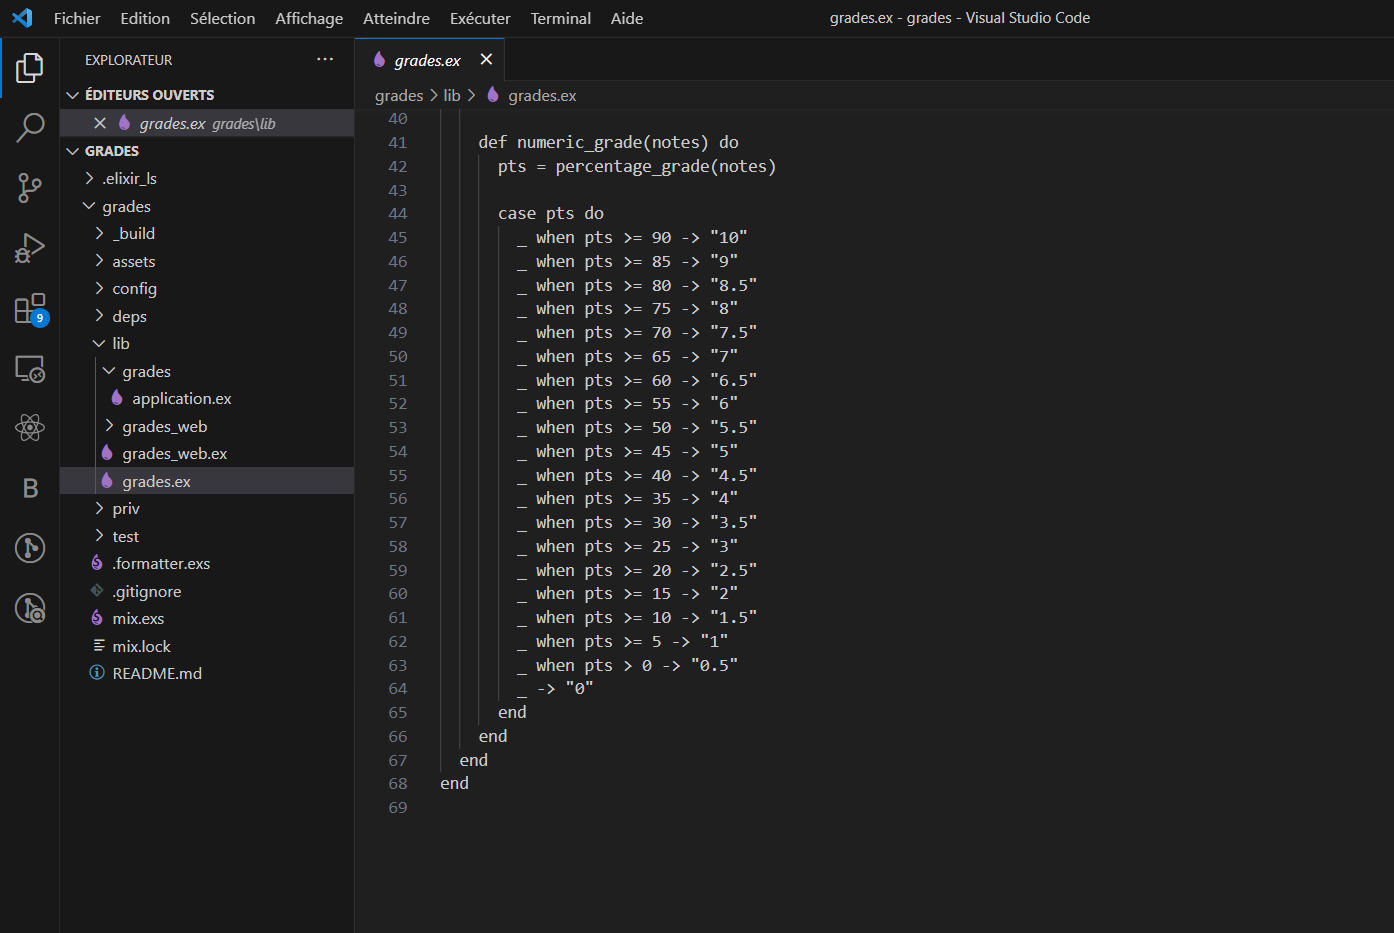 Fichier Edition Sélection Affichage Atteindre Exécuter Terminal Aide grades.ex - grades - Visual Studio Code
EXPLORATEUR ···
ÉDITEURS OUVERTS
grades.ex grades\lib
GRADES
.elixir_ls
grades
_build
assets
config
deps
lib
grades
application.ex
grades_web
grades_web.ex
grades.ex
priv
test
.formatter.exs
.gitignore
mix.exs
mix.lock
README.md
9
B
grades.ex
grades > lib > grades.ex
40
41 def numeric_grade(notes) do
42 pts = percentage_grade(notes)
43
44 case pts do
45 _ when pts >= 90 -> "10"
46 _ when pts >= 85 -> "9"
47 _ when pts >= 80 -> "8.5"
48 _ when pts >= 75 -> "8"
49 _ when pts >= 70 -> "7.5"
50 _ when pts >= 65 -> "7"
51 _ when pts >= 60 -> "6.5"
52 _ when pts >= 55 -> "6"
53 _ when pts >= 50 -> "5.5"
54 _ when pts >= 45 -> "5"
55 _ when pts >= 40 -> "4.5"
56 _ when pts >= 35 -> "4"
57 _ when pts >= 30 -> "3.5"
58 _ when pts >= 25 -> "3"
59 _ when pts >= 20 -> "2.5"
60 _ when pts >= 15 -> "2"
61 _ when pts >= 10 -> "1.5"
62 _ when pts >= 5 -> "1"
63 _ when pts > 0 -> "0.5"
64 _ -> "0"
65 end
66 end
67 end
68 end
69